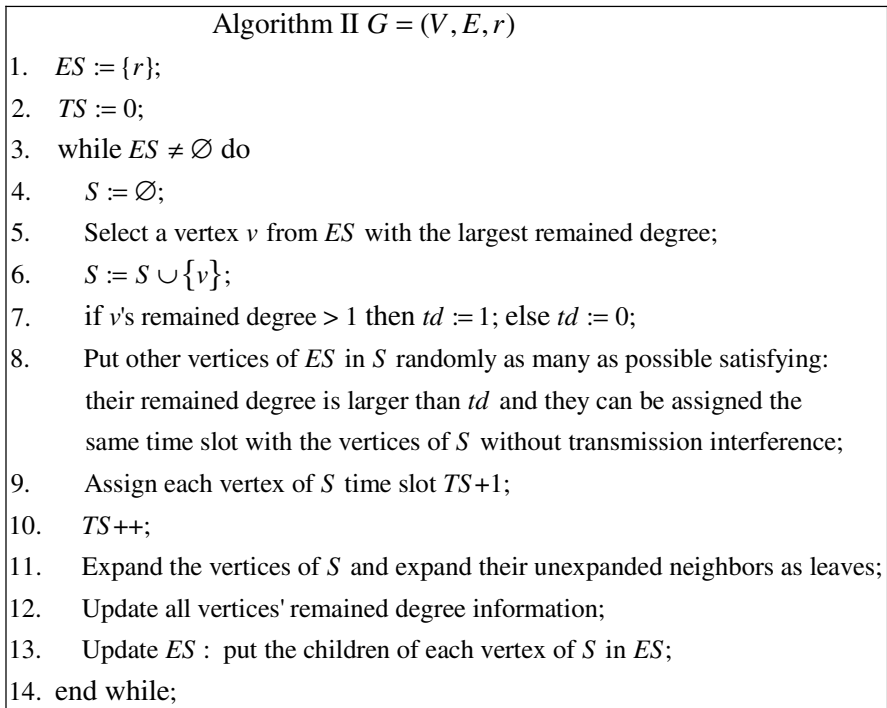 Algorithm II G = (V, E, r)
1. ES := {r};
2. TS := 0;
3. while ES ≠ ∅ do
4. S := ∅;
5. Select a vertex v from ES with the largest remained degree;
6. S := S ∪ {v};
7. if v's remained degree > 1 then td := 1; else td := 0;
8. Put other vertices of ES in S randomly as many as possible satisfying:
their remained degree is larger than td and they can be assigned the
same time slot with the vertices of S without transmission interference;
9. Assign each vertex of S time slot TS+1;
10. TS++;
11. Expand the vertices of S and expand their unexpanded neighbors as leaves;
12. Update all vertices' remained degree information;
13. Update ES : put the children of each vertex of S in ES;
14. end while;